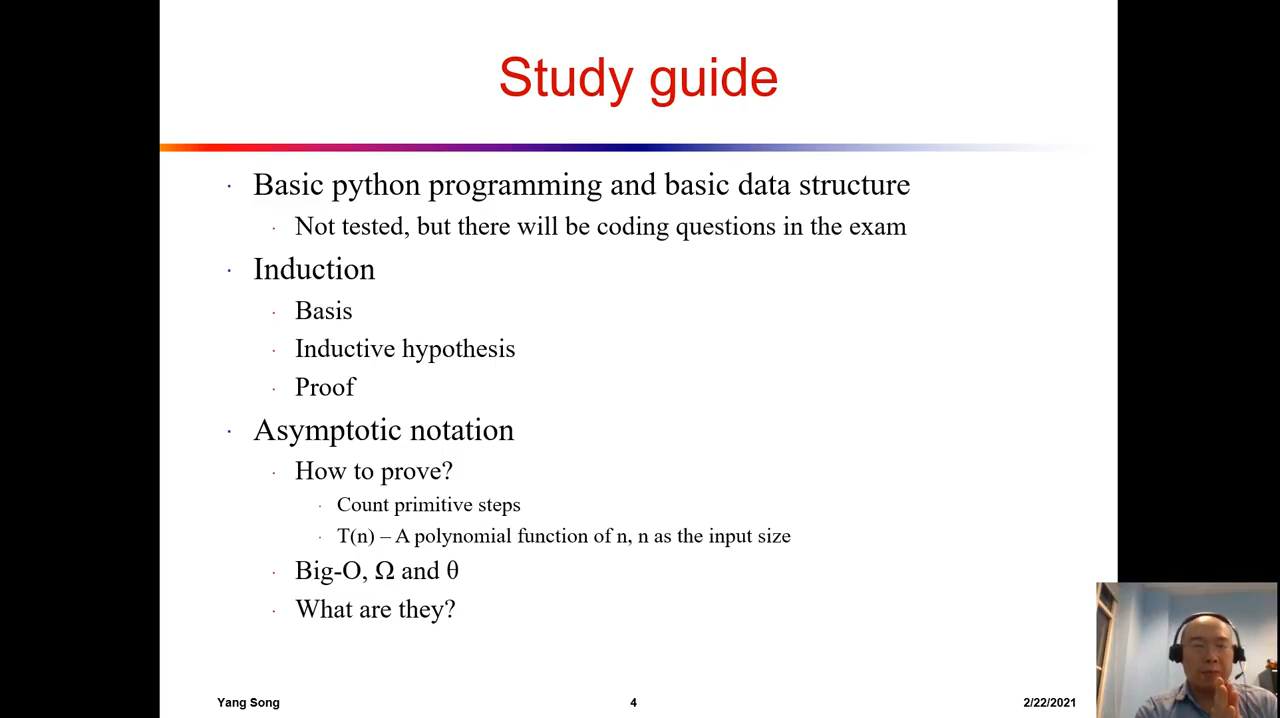 Study guide
Basic python programming and basic data structure
Not tested, but there will be coding questions in the exam
Induction
Basis
Inductive hypothesis
Proof
Asymptotic notation
How to prove?
Count primitive steps
T(n) – A polynomial function of n, n as the input size
Big-O, Ω and θ
What are they?
Yang Song
4
2/22/2021